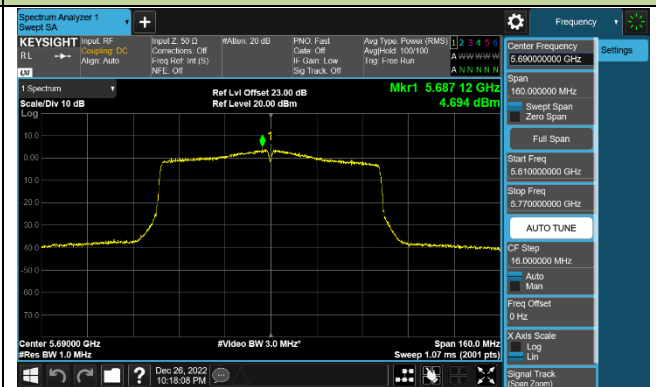 Spectrum Analyzer 1
Swept SA
+
Frequency
KEYSIGHT
RL
Input: RF
Coupling: DC
Align: Auto
Input Z: 50 Ω
Corrections: Off
Freq Ref: Int (S)
NFE: Off
#Atten: 20 dB
PNO: Fast
Gate: Off
IF Gain: Low
Sig Track: Off
Avg Type: Power (RMS)
Avg|Hold: 100/100
Trig: Free Run
1 2 3 4 5 6
A W W W W W
A N N N N N
LXI
1 Spectrum
Scale/Div 10 dB
Log
Ref Lvl Offset 23.00 dB
Ref Level 20.00 dBm
Mkr1 5.687 12 GHz
4.694 dBm
1
10.0
0.00
10.0
20.0
30.0
40.0
-50.0
60.0
70.0
Center 5.69000 GHz
#Res BW 1.0 MHz
#Video BW 3.0 MHz*
Span 160.0 MHz
Sweep 1.07 ms (2001 pts)
Center Frequency
5.690000000 GHz
Settings
Span
160.000000 MHz
Swept Span
Zero Span
Full Span
Start Freq
5.610000000 GHz
Stop Freq
5.770000000 GHz
AUTO TUNE
CF Step
16.000000 MHz
Auto
Man
Freq Offset
0 Hz
X Axis Scale
Log
Lin
Signal Track
(Span Zoom)
?
Dec 26, 2022
10:18:08 PM